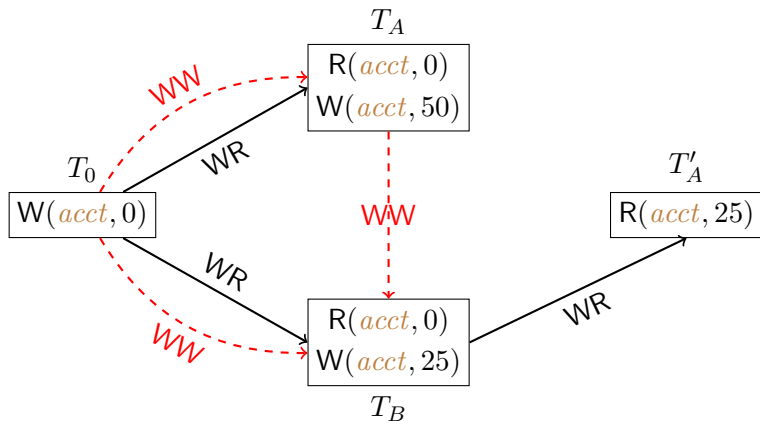 T_A
R(acct, 0)
W(acct, 50)
WW
WR
T_0
W(acct, 0)
T'_A
R(acct, 25)
WW
WR
WW
R(acct, 0)
W(acct, 25)
WR
T_B